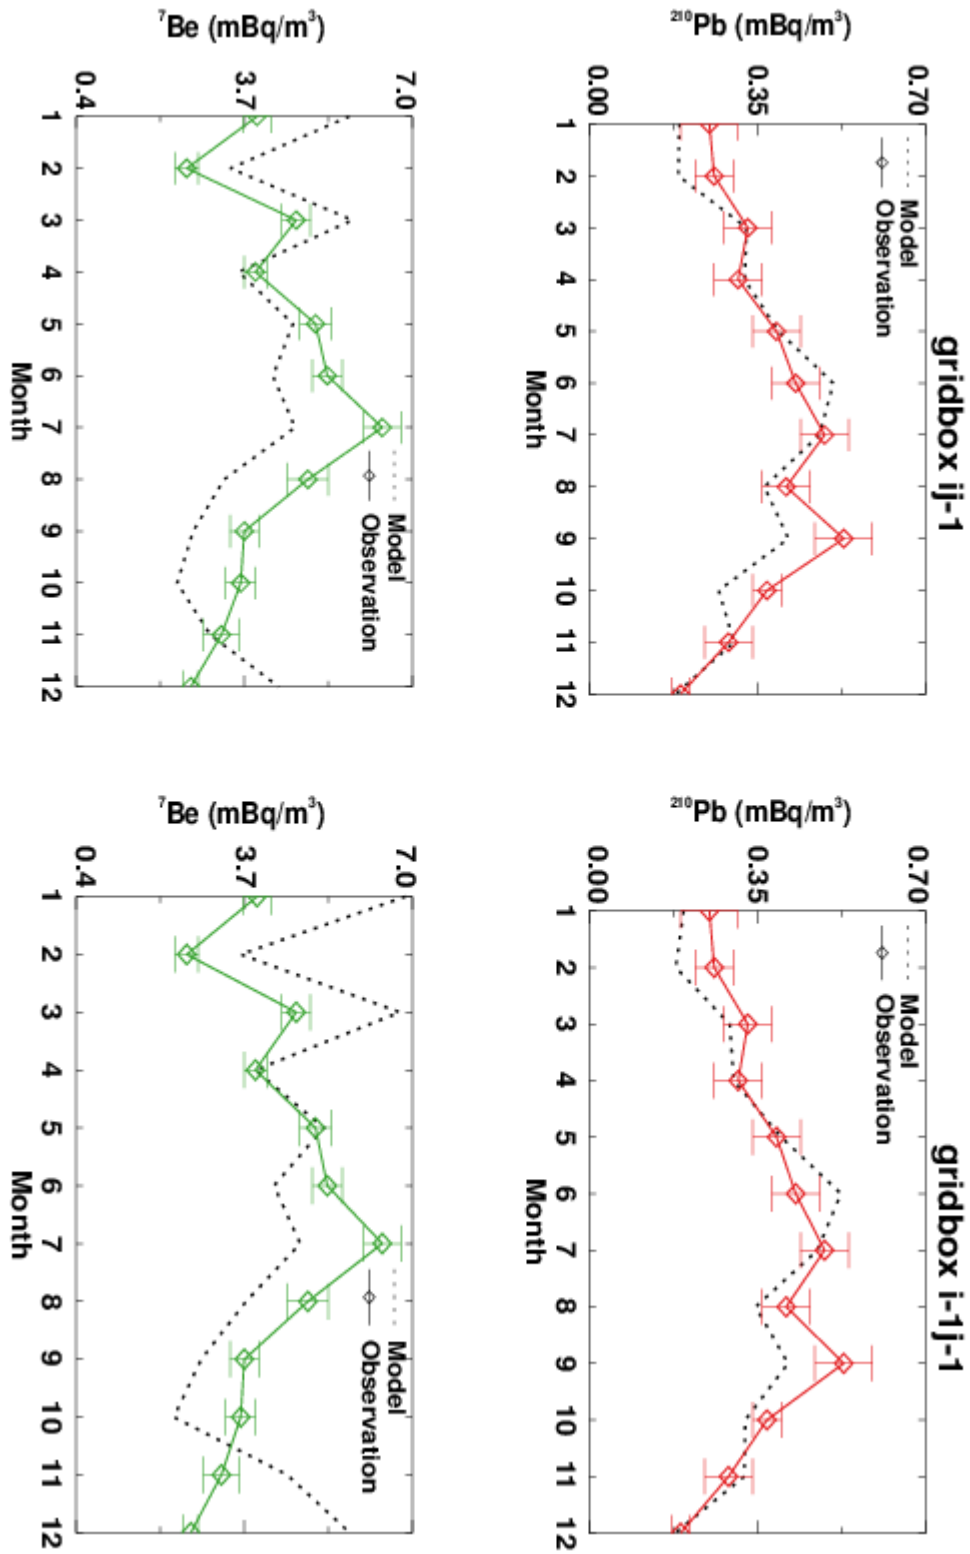 gridbox ij-1
²¹⁰Pb (mBq/m³)
0.70
0.35
0.00
Model
Observation
1 2 3 4 5 6 7 8 9 10 11 12
Month
gridbox i-1j-1
²¹⁰Pb (mBq/m³)
0.70
0.35
0.00
Model
Observation
1 2 3 4 5 6 7 8 9 10 11 12
Month
⁷Be (mBq/m³)
7.0
3.7
0.4
Model
Observation
1 2 3 4 5 6 7 8 9 10 11 12
Month
⁷Be (mBq/m³)
7.0
3.7
0.4
Model
Observation
1 2 3 4 5 6 7 8 9 10 11 12
Month